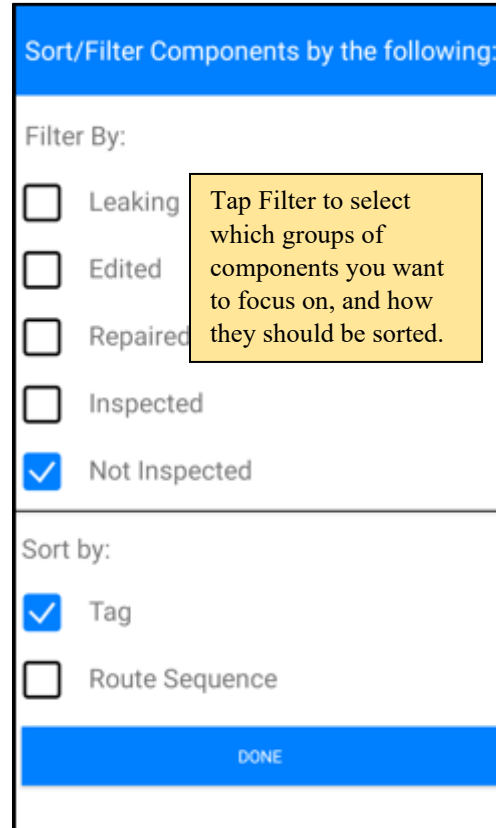 Sort/Filter Components by the following:
Filter By:
Leaking
Tap Filter to select
which groups of
components you want
to focus on, and how
they should be sorted.
Edited
Repaired
Inspected
Not Inspected
Sort by:
Tag
Route Sequence
DONE